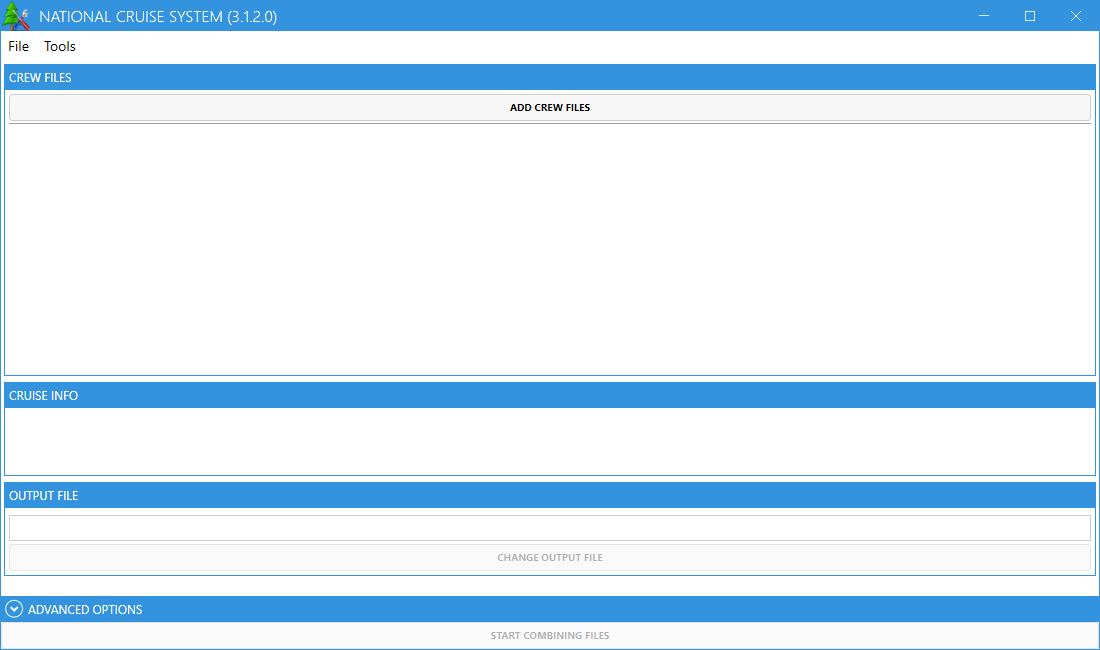 NATIONAL CRUISE SYSTEM (3.1.2.0)
File Tools
CREW FILES
ADD CREW FILES
CRUISE INFO
OUTPUT FILE
CHANGE OUTPUT FILE
ADVANCED OPTIONS
START COMBINING FILES